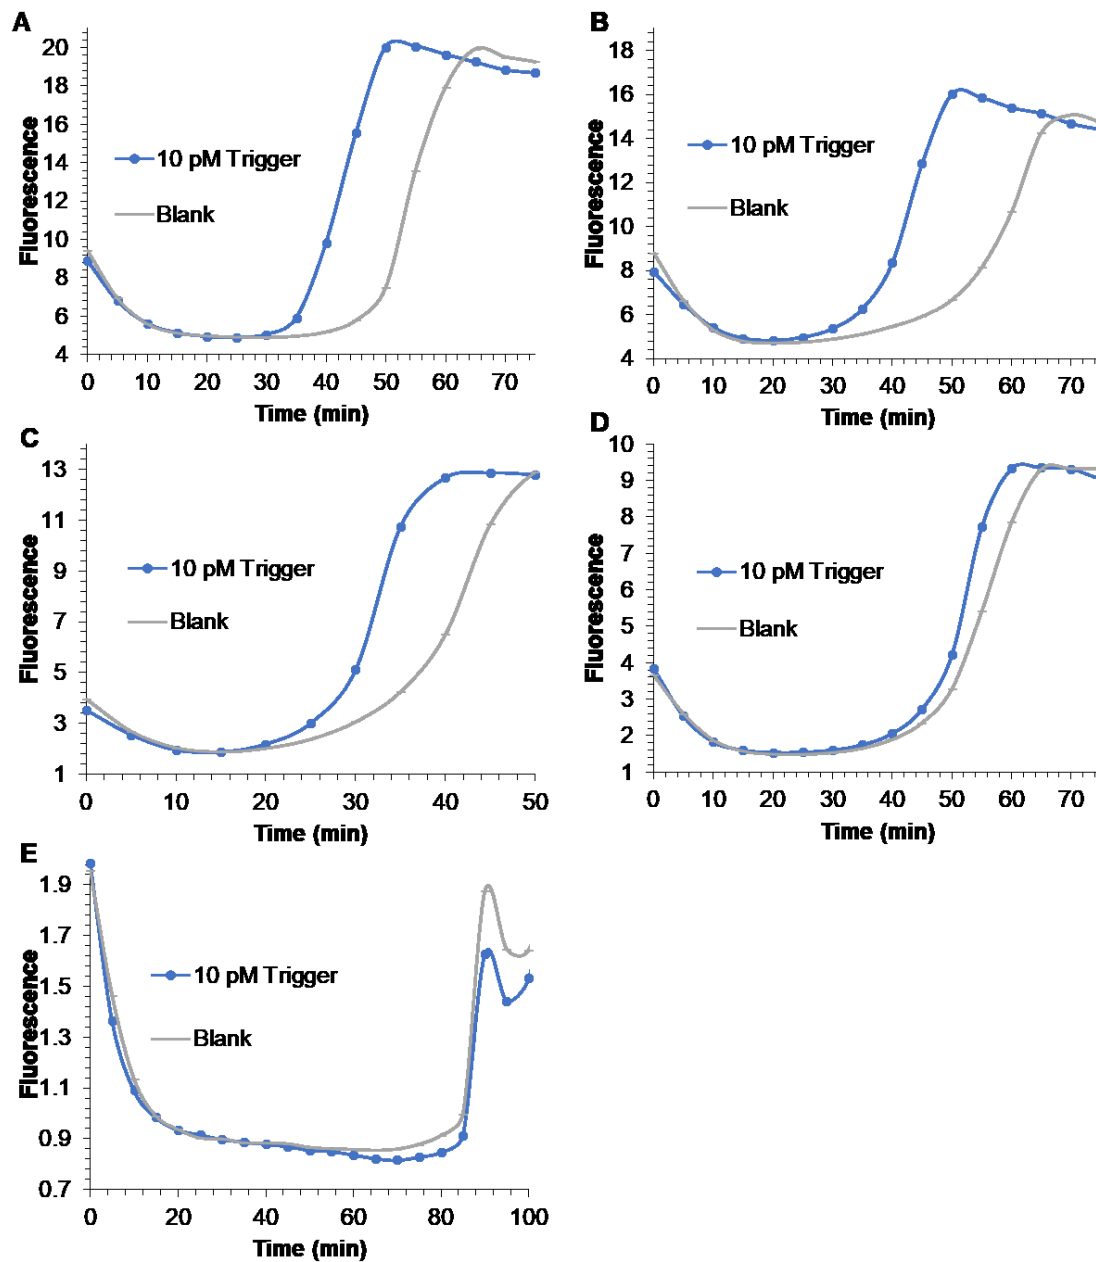 A
Fluorescence
20
18
16
14
12
10
8
6
4
10 pM Trigger
Blank
0 10 20 30 40 50 60 70
Time (min)
B
Fluorescence
18
16
14
12
10
8
6
4
10 pM Trigger
Blank
0 10 20 30 40 50 60 70
Time (min)
C
Fluorescence
13
11
9
7
5
3
1
10 pM Trigger
Blank
0 10 20 30 40 50
Time (min)
D
Fluorescence
10
9
8
7
6
5
4
3
2
1
10 pM Trigger
Blank
0 10 20 30 40 50 60 70
Time (min)
E
Fluorescence
1.9
1.7
1.5
1.3
1.1
0.9
0.7
10 pM Trigger
Blank
0 20 40 60 80 100
Time (min)